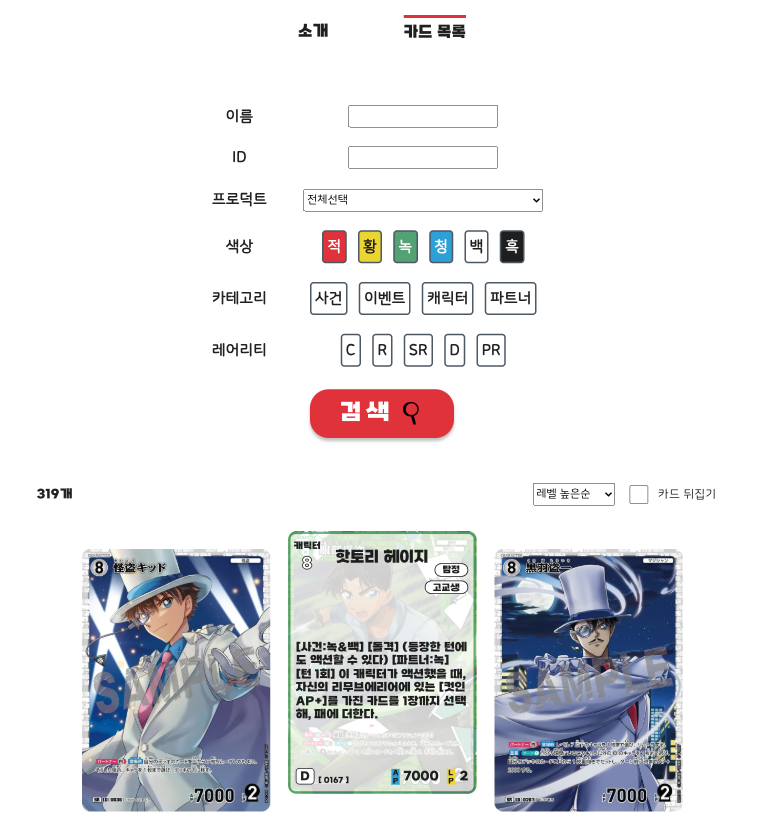 소개
카드 목록
이름
ID
프로덕트
전체선택
색상
적 황 녹 청 백 흑
카테고리
사건 이벤트 캐릭터 파트너
레어리티
C R SR D PR
검색
319개
레벨 높은순
카드 뒤집기
8 怪盗キッド
SAMPLE
7000 2
캐릭터
8
핫토리 헤이지
탐정
고교생
[사건:녹&백] [돌격] (등장한 턴에
도 액션할 수 있다) [파트너:녹]
[턴 1회] 이 캐릭터가 액션했을 때,
자신의 리무브에리어에 있는 [컷인
AP+]를 가진 카드를 1장까지 선택
해, 패에 더한다.
D [ 0167 ] AP 7000 LP 2
8 黒羽盗一
SAMPLE
7000 2